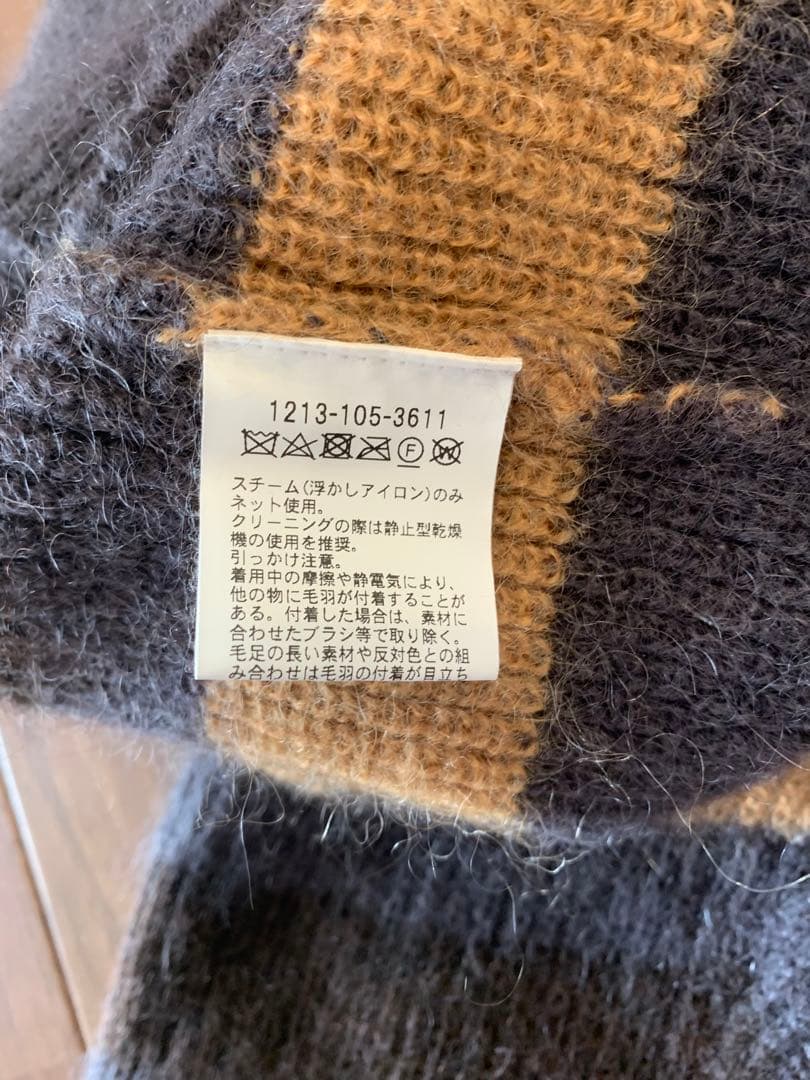 1213-105-3611
F W
スチーム(浮かしアイロン)のみ
ネット使用。
クリーニングの際は静止型乾燥
機の使用を推奨。
引っかけ注意。
着用中の摩擦や静電気により、
他の物に毛羽が付着することが
ある。付着した場合は、素材に
合わせたブラシ等で取り除く。
毛足の長い素材や反対色との組
み合わせは毛羽の付着が目立ち